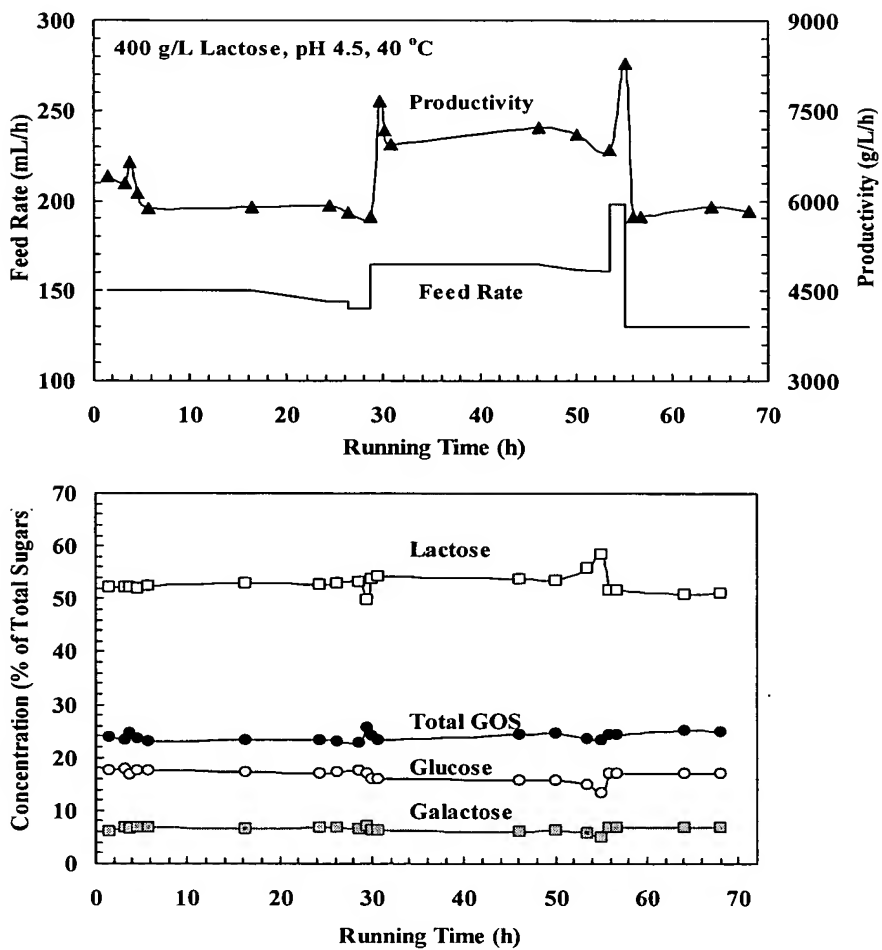 300
9000
400 g/L Lactose, pH 4.5, 40 °C
Productivity
250
7500
Feed Rate (mL/h)
200
6000
Productivity (g/L/h)
150
Feed Rate
4500
100
3000
0 10 20 30 40 50 60 70
Running Time (h)
70
Lactose
60
50
40
Concentration (% of Total Sugars)
30
Total GOS
20
Glucose
10
Galactose
0
0 10 20 30 40 50 60 70
Running Time (h)